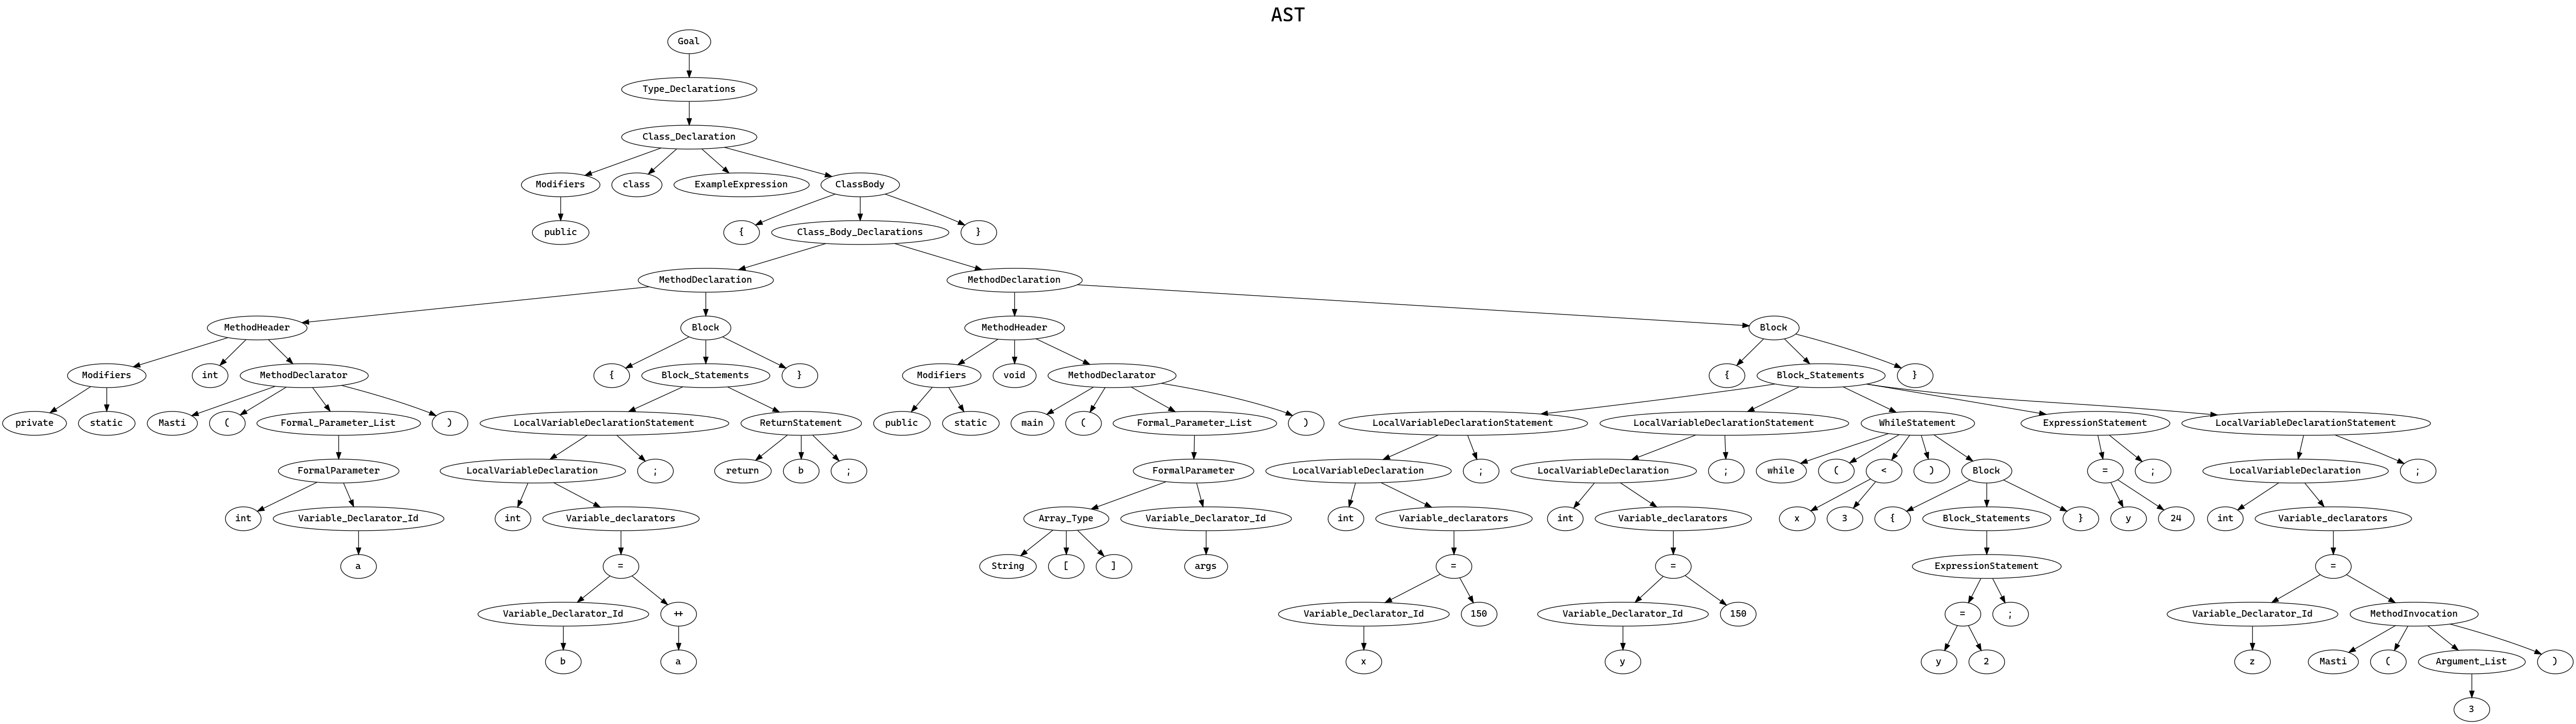 AST
Goal
Type_Declarations
Class_Declaration
Modifiers class ExampleExpression ClassBody
public { Class_Body_Declarations }
MethodDeclaration MethodDeclaration
MethodHeader Block MethodHeader Block
Modifiers int MethodDeclarator { Block_Statements } Modifiers void MethodDeclarator { Block_Statements }
private static Masti ( Formal_Parameter_List ) LocalVariableDeclarationStatement ReturnStatement public static main ( Formal_Parameter_List ) LocalVariableDeclarationStatement LocalVariableDeclarationStatement WhileStatement ExpressionStatement LocalVariableDeclarationStatement
FormalParameter LocalVariableDeclaration ; return b ; FormalParameter LocalVariableDeclaration ; LocalVariableDeclaration ; while ( < ) Block = ; LocalVariableDeclaration ;
int Variable_Declarator_Id int Variable_declarators Array_Type Variable_Declarator_Id int Variable_declarators int Variable_declarators x 3 { Block_Statements } y 24 int Variable_declarators
a = String [ ] args = = ExpressionStatement =
Variable_Declarator_Id ++ Variable_Declarator_Id 150 Variable_Declarator_Id 150 = ; Variable_Declarator_Id MethodInvocation
b a x y y 2 z Masti ( Argument_List )
3